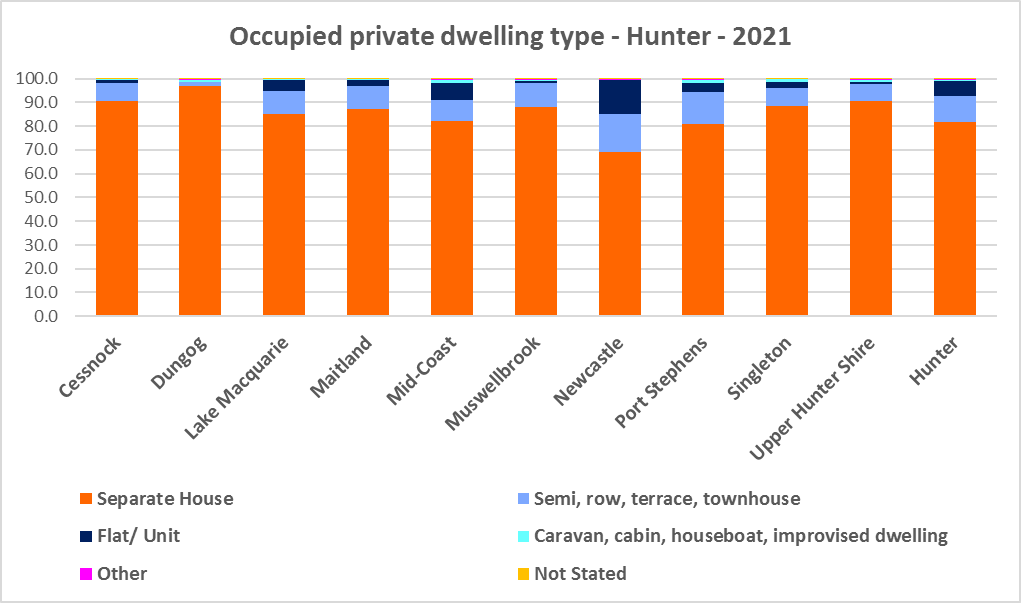 Occupied private dwelling type - Hunter - 2021
100.0
90.0
80.0
70.0
60.0
50.0
40.0
30.0
20.0
10.0
0.0
Cessnock
Dungog
Lake Macquarie
Maitland
Mid-Coast
Muswellbrook
Newcastle
Port Stephens
Singleton
Upper Hunter Shire
Hunter
Separate House
Semi, row, terrace, townhouse
Flat/ Unit
Caravan, cabin, houseboat, improvised dwelling
Other
Not Stated